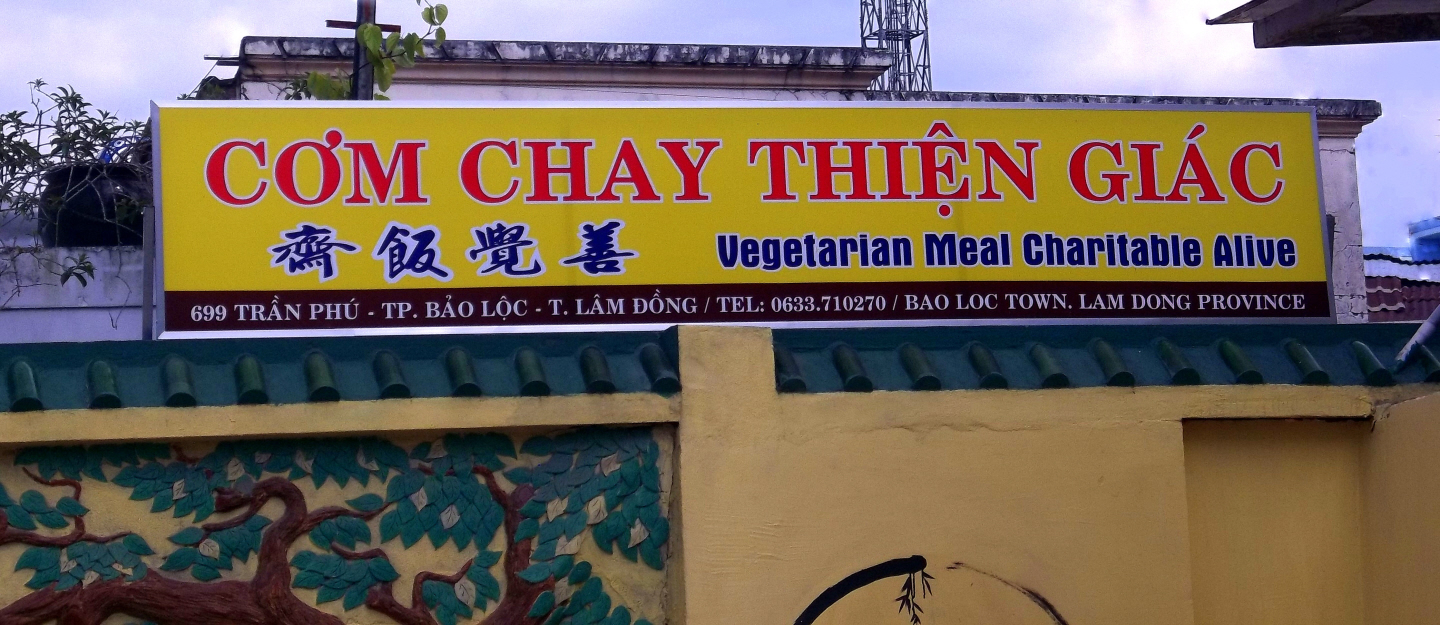 CƠM CHAY THIỆN GIÁC
齋飯覺善 Vegetarian Meal Charitable Alive
699 TRẦN PHÚ - TP. BẢO LỘC - T. LÂM ĐỒNG / TEL: 0633.710270 / BAO LOC TOWN. LAM DONG PROVINCE